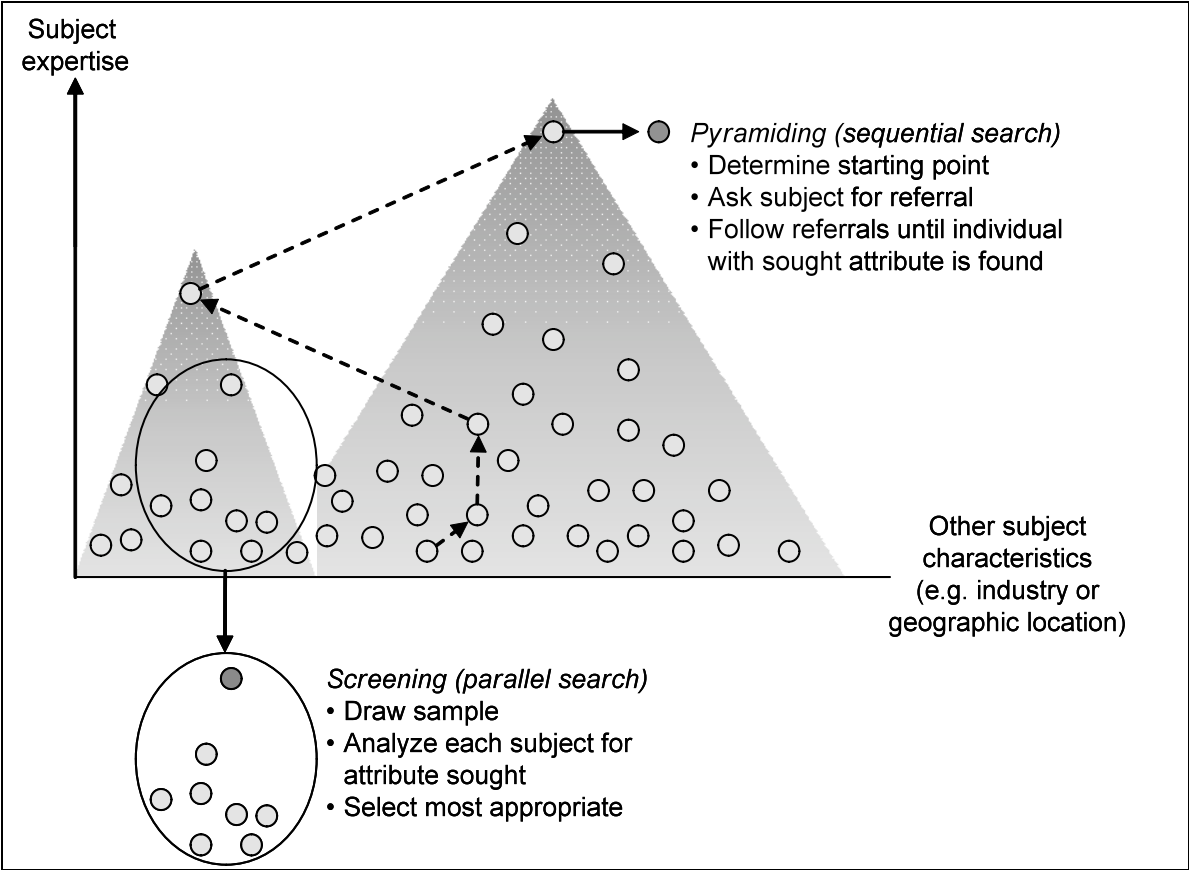 Subject
expertise
Pyramiding (sequential search)
• Determine starting point
• Ask subject for referral
• Follow referrals until individual
with sought attribute is found
Other subject
characteristics
(e.g. industry or
geographic location)
Screening (parallel search)
• Draw sample
• Analyze each subject for
attribute sought
• Select most appropriate